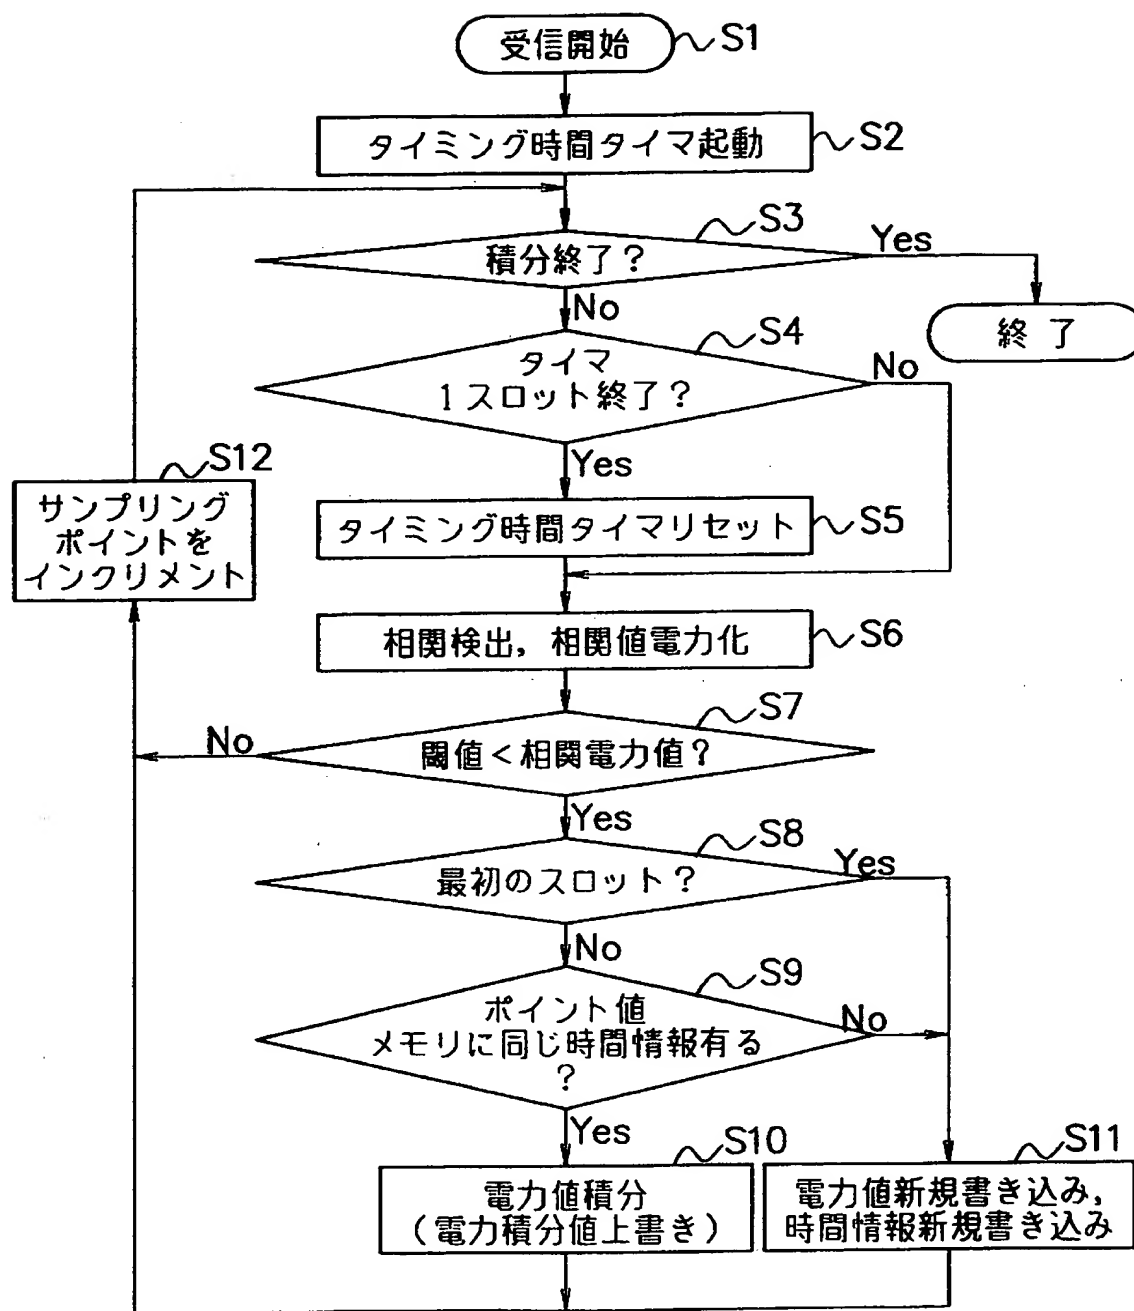 受信開始 S1
タイミング時間タイマ起動 S2
S3
積分終了? Yes
No
終 了
S4
タイマ No
1スロット終了?
Yes
S12
サンプリング
ポイントを
インクリメント
タイミング時間タイマリセット S5
相関検出, 相関値電力化 S6
S7
No 閾値<相関電力値?
Yes
S8
最初のスロット? Yes
No
S9
ポイント値 No
メモリに同じ時間情報有る
?
Yes
S10
電力値積分
(電力積分値上書き)
S11
電力値新規書き込み,
時間情報新規書き込み